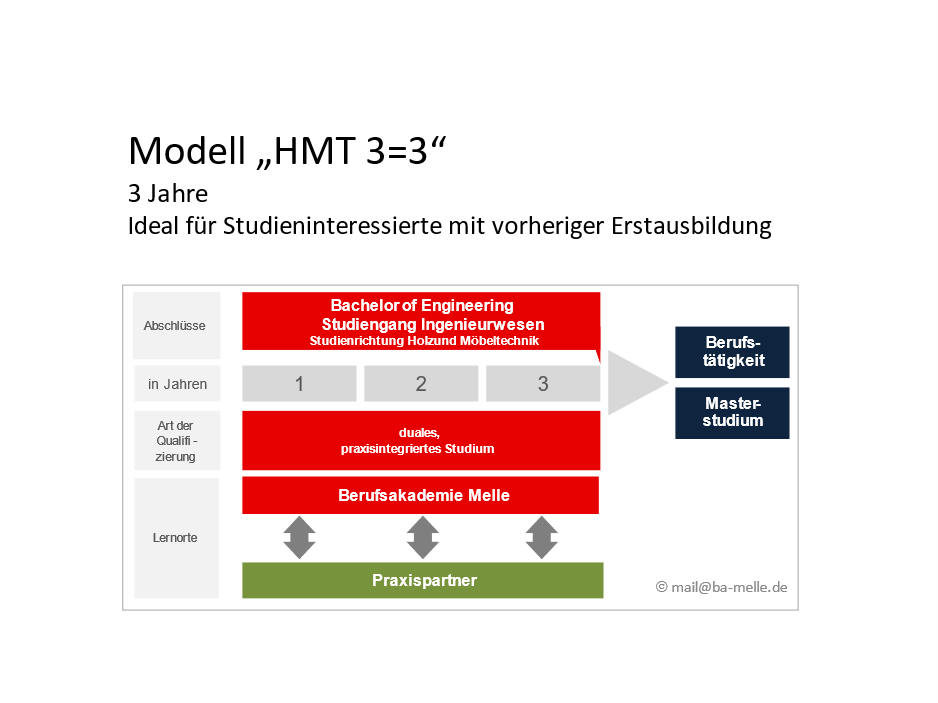 Modell „HMT 3=3“
3 Jahre
Ideal für Studieninteressierte mit vorheriger Erstausbildung
Abschlüsse
Bachelor of Engineering
Studiengang Ingenieurwesen
Studienrichtung Holzund Möbeltechnik
in Jahren
1
2
3
Berufs-
tätigkeit
Master-
studium
Art der
Qualifi -
zierung
duales,
praxisintegriertes Studium
Lernorte
Berufsakademie Melle
Praxispartner
© mail@ba-melle.de